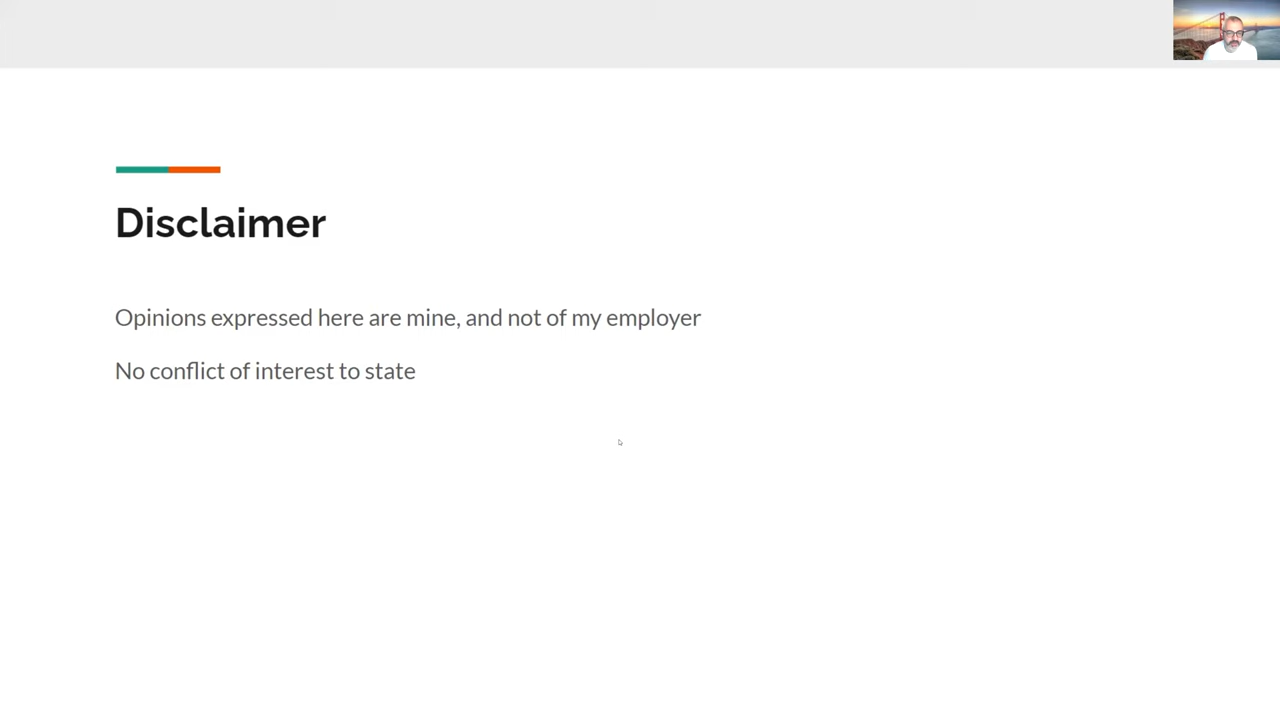 Disclaimer
Opinions expressed here are mine, and not of my employer
No conflict of interest to state